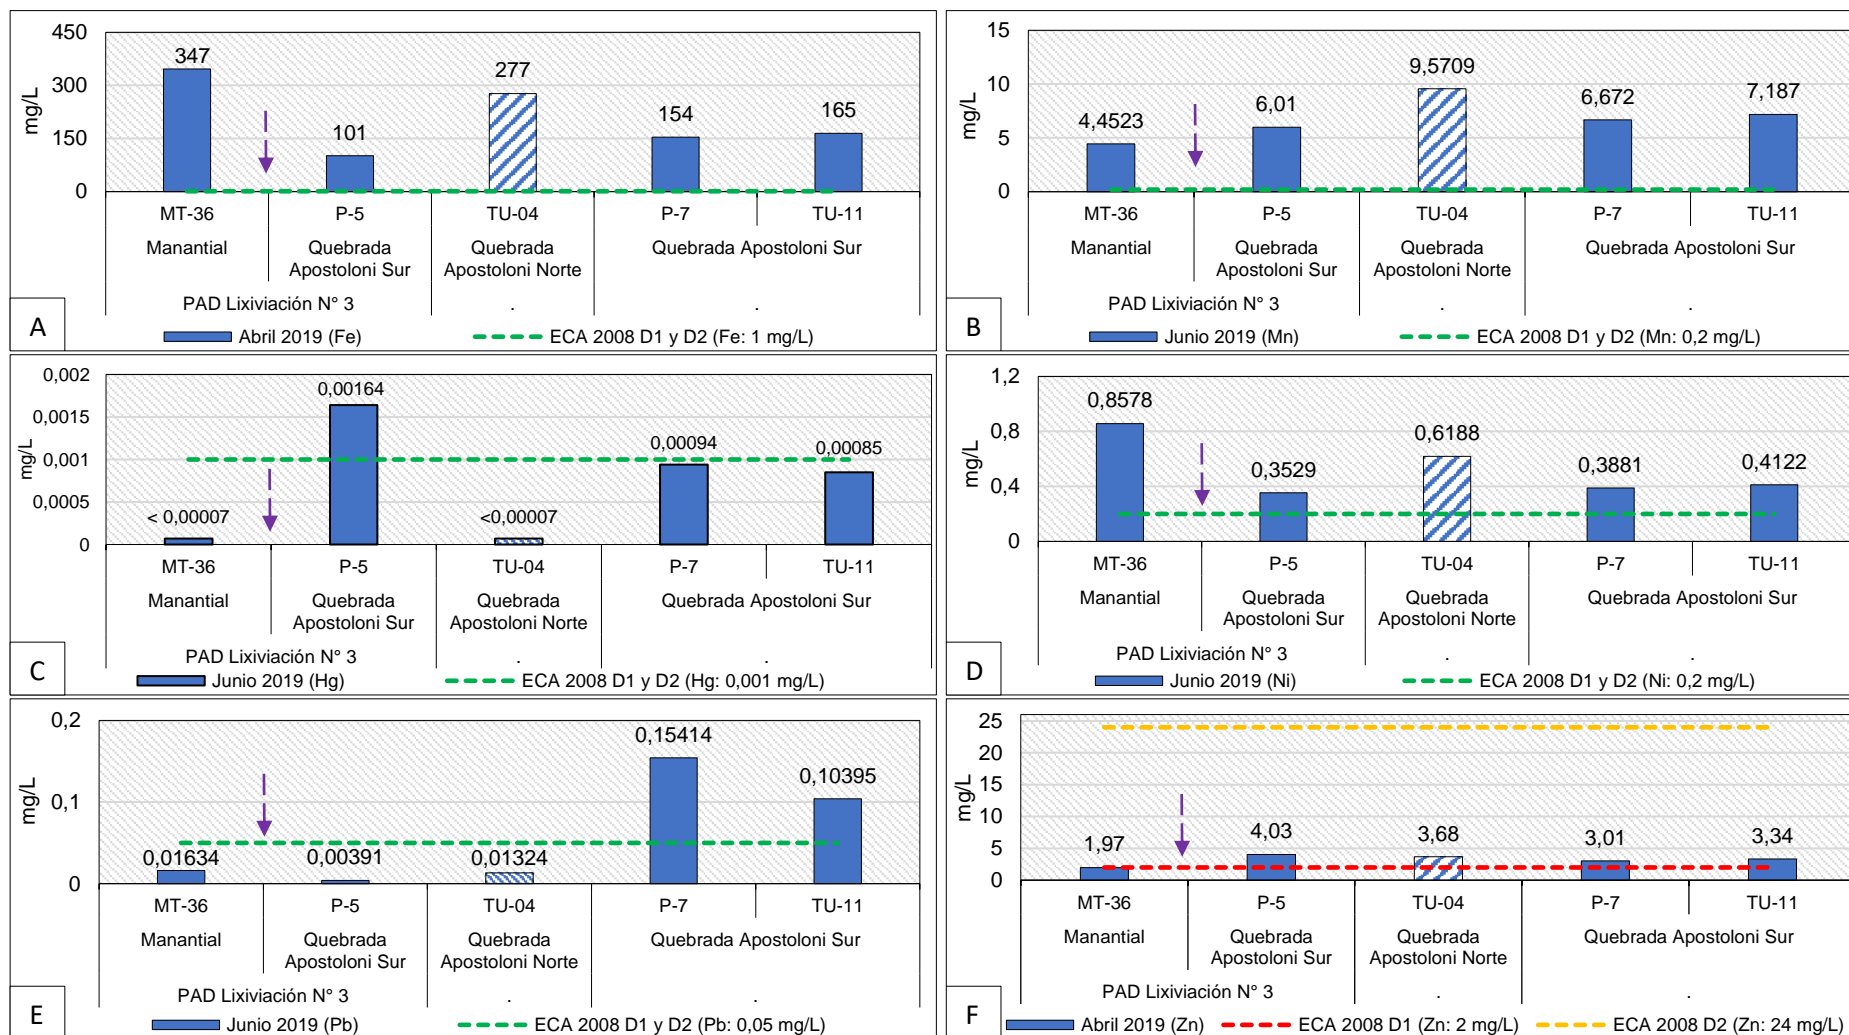 450
300
150
0
mg/L
347
101
277
154
165
MT-36
P-5
TU-04
P-7
TU-11
Manantial
Quebrada
Apostoloni Sur
Quebrada
Apostoloni Norte
Quebrada Apostoloni Sur
PAD Lixiviación N° 3
.
.
A
Abril 2019 (Fe)
ECA 2008 D1 y D2 (Fe: 1 mg/L)
15
10
5
0
mg/L
4,4523
6,01
9,5709
6,672
7,187
MT-36
P-5
TU-04
P-7
TU-11
Manantial
Quebrada
Apostoloni Sur
Quebrada
Apostoloni Norte
Quebrada Apostoloni Sur
PAD Lixiviación N° 3
.
.
B
Junio 2019 (Mn)
ECA 2008 D1 y D2 (Mn: 0,2 mg/L)
0,002
0,0015
0,001
0,0005
0
mg/L
< 0,00007
0,00164
<0,00007
0,00094
0,00085
MT-36
P-5
TU-04
P-7
TU-11
Manantial
Quebrada
Apostoloni Sur
Quebrada
Apostoloni Norte
Quebrada Apostoloni Sur
PAD Lixiviación N° 3
.
.
C
Junio 2019 (Hg)
ECA 2008 D1 y D2 (Hg: 0,001 mg/L)
1,2
0,8
0,4
0
mg/L
0,8578
0,3529
0,6188
0,3881
0,4122
MT-36
P-5
TU-04
P-7
TU-11
Manantial
Quebrada
Apostoloni Sur
Quebrada
Apostoloni Norte
Quebrada Apostoloni Sur
PAD Lixiviación N° 3
.
.
D
Junio 2019 (Ni)
ECA 2008 D1 y D2 (Ni: 0,2 mg/L)
0,2
0,1
0
mg/L
0,01634
0,00391
0,01324
0,15414
0,10395
MT-36
P-5
TU-04
P-7
TU-11
Manantial
Quebrada
Apostoloni Sur
Quebrada
Apostoloni Norte
Quebrada Apostoloni Sur
PAD Lixiviación N° 3
.
.
E
Junio 2019 (Pb)
ECA 2008 D1 y D2 (Pb: 0,05 mg/L)
25
20
15
10
5
0
mg/L
1,97
4,03
3,68
3,01
3,34
MT-36
P-5
TU-04
P-7
TU-11
Manantial
Quebrada
Apostoloni Sur
Quebrada
Apostoloni Norte
Quebrada Apostoloni Sur
PAD Lixiviación N° 3
.
.
F
Abril 2019 (Zn)
ECA 2008 D1 (Zn: 2 mg/L)
ECA 2008 D2 (Zn: 24 mg/L)